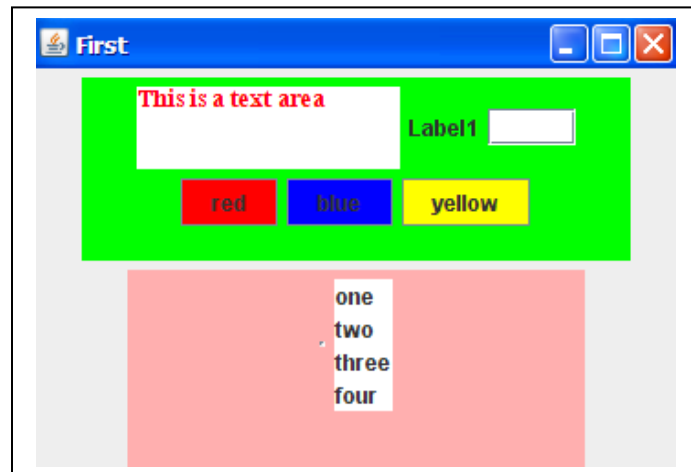 First
This is a text area
Label1
red blue yellow
one
two
three
four